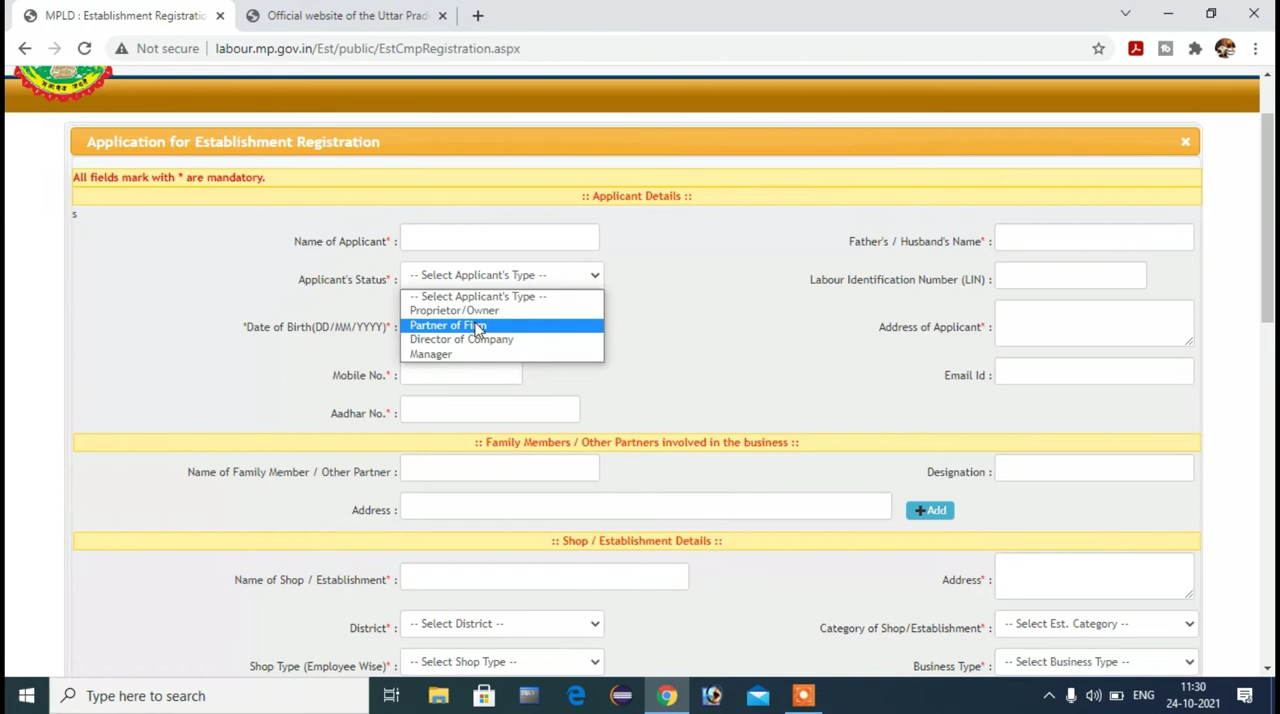 MPLD : Establishment Registratio
Official website of the Uttar Prad
Not secure
labour.mp.gov.in/Est/public/EstCmpRegistration.aspx
Application for Establishment Registration
All fields mark with * are mandatory.
:: Applicant Details ::
s
Name of Applicant* :
Father's / Husband's Name* :
Applicant's Status* :
-- Select Applicant's Type --
Labour Identification Number (LIN) :
-- Select Applicant's Type --
Proprietor/Owner
Partner of Firm
Director of Company
Manager
*Date of Birth(DD/MM/YYYY)* :
Address of Applicant* :
Mobile No.* :
Email Id :
Aadhar No.* :
:: Family Members / Other Partners involved in the business ::
Name of Family Member / Other Partner :
Designation :
Address :
+Add
:: Shop / Establishment Details ::
Name of Shop / Establishment* :
Address* :
District* :
-- Select District --
Category of Shop/Establishment* :
-- Select Est. Category --
Shop Type (Employee Wise)* :
-- Select Shop Type --
Business Type* :
-- Select Business Type --
Type here to search
ENG
11:30
24-10-2021